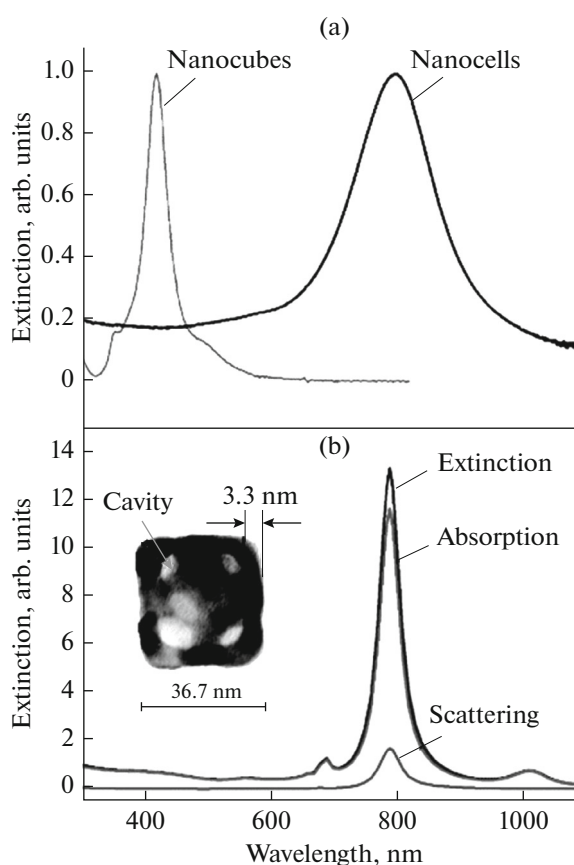 (a)
Nanocubes
Nanocells
Extinction, arb. units
1.0
0.8
0.6
0.4
0.2
0
(b)
Extinction, arb. units
14
12
10
8
6
4
2
0
Extinction
3.3 nm
Cavity
Absorption
36.7 nm
Scattering
400
600
800
1000
Wavelength, nm